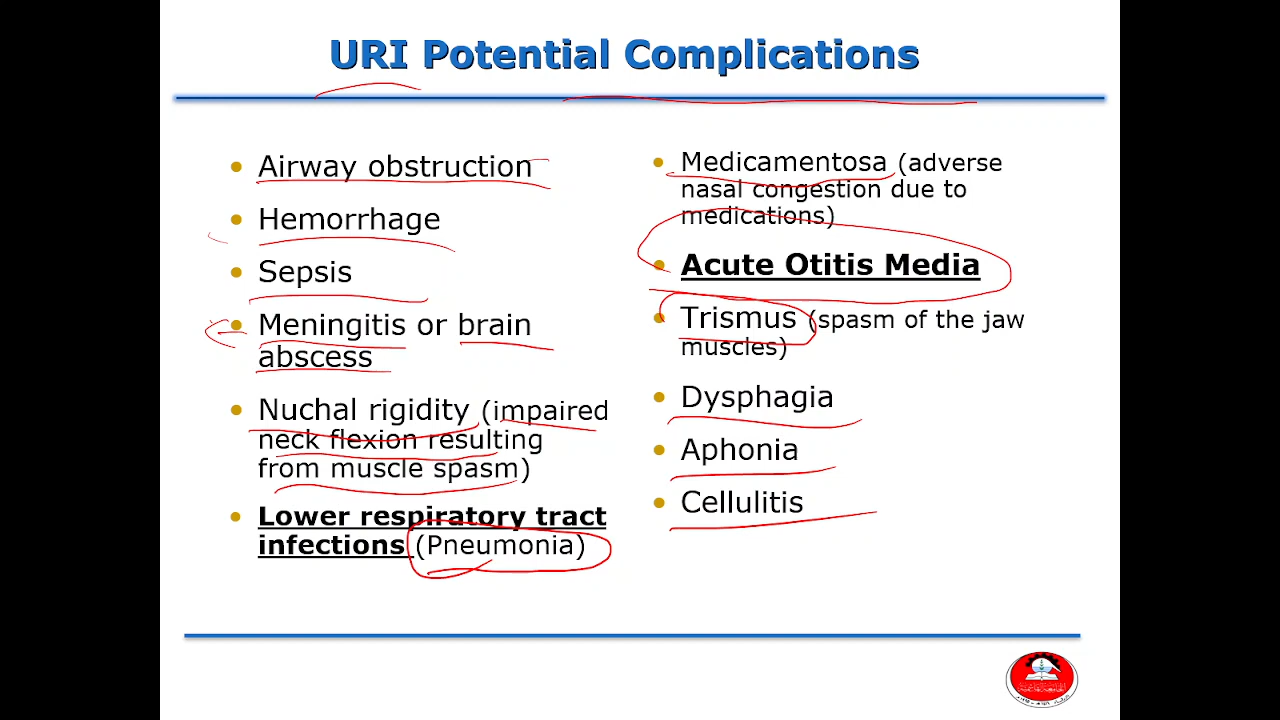 URI Potential Complications
• Airway obstruction
• Hemorrhage
• Sepsis
• Meningitis or brain
abscess
• Nuchal rigidity (impaired
neck flexion resulting
from muscle spasm)
• Lower respiratory tract
infections (Pneumonia)
• Medicamentosa (adverse
nasal congestion due to
medications)
• Acute Otitis Media
• Trismus (spasm of the jaw
muscles)
• Dysphagia
• Aphonia
• Cellulitis